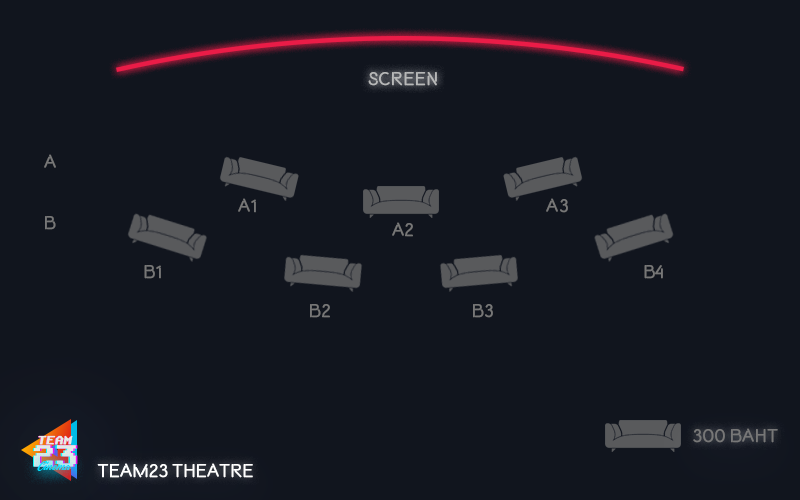 SCREEN
A
A1
A2
A3
B
B1
B2
B3
B4
TEAM
23
TEAM23 THEATRE
300 BAHT